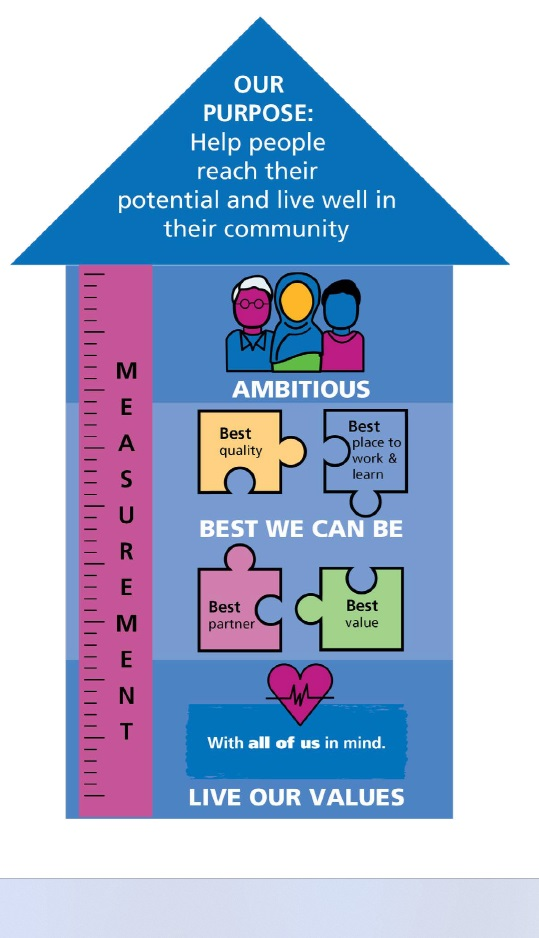 OUR
PURPOSE:
Help people
reach their
potential and live well in
their community
MEASUREMENT
AMBITIOUS
Best
quality
Best
place to
work &
learn
BEST WE CAN BE
Best
partner
Best
value
With all of us in mind.
LIVE OUR VALUES